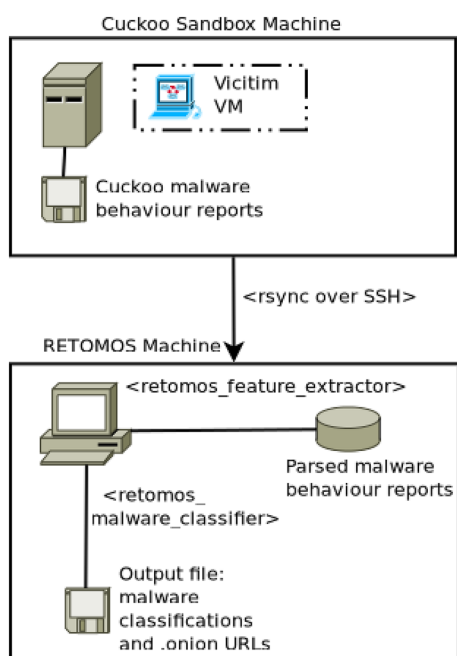 Cuckoo Sandbox Machine
Vicitim
VM
Cuckoo malware
behaviour reports
<rsync over SSH>
RETOMOS Machine
<retomos_feature_extractor>
Parsed malware
behaviour reports
<retomos_
malware_classifier>
Output file:
malware
classifications
and .onion URLs